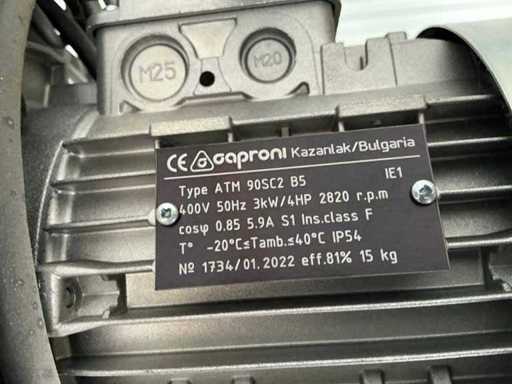 M25
M20
CE caproni Kazanlak/Bulgaria
Type ATM 90SC2 B5 IE1
400V 50Hz 3kW/4HP 2820 r.p.m
cosφ 0.85 5.9A S1 Ins.class F
T° -20°C≤Tamb.≤40°C IP54
№ 1734/01.2022 eff.81% 15 kg